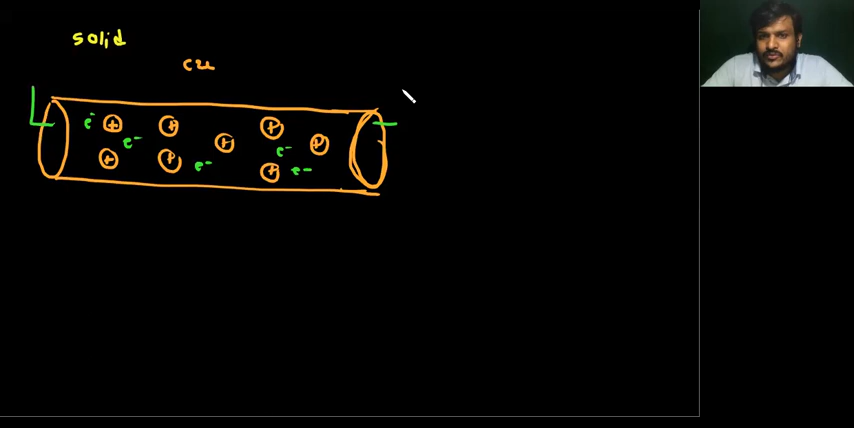 solid
cu
e- + + + +
e- + e-
+ + e- + e-